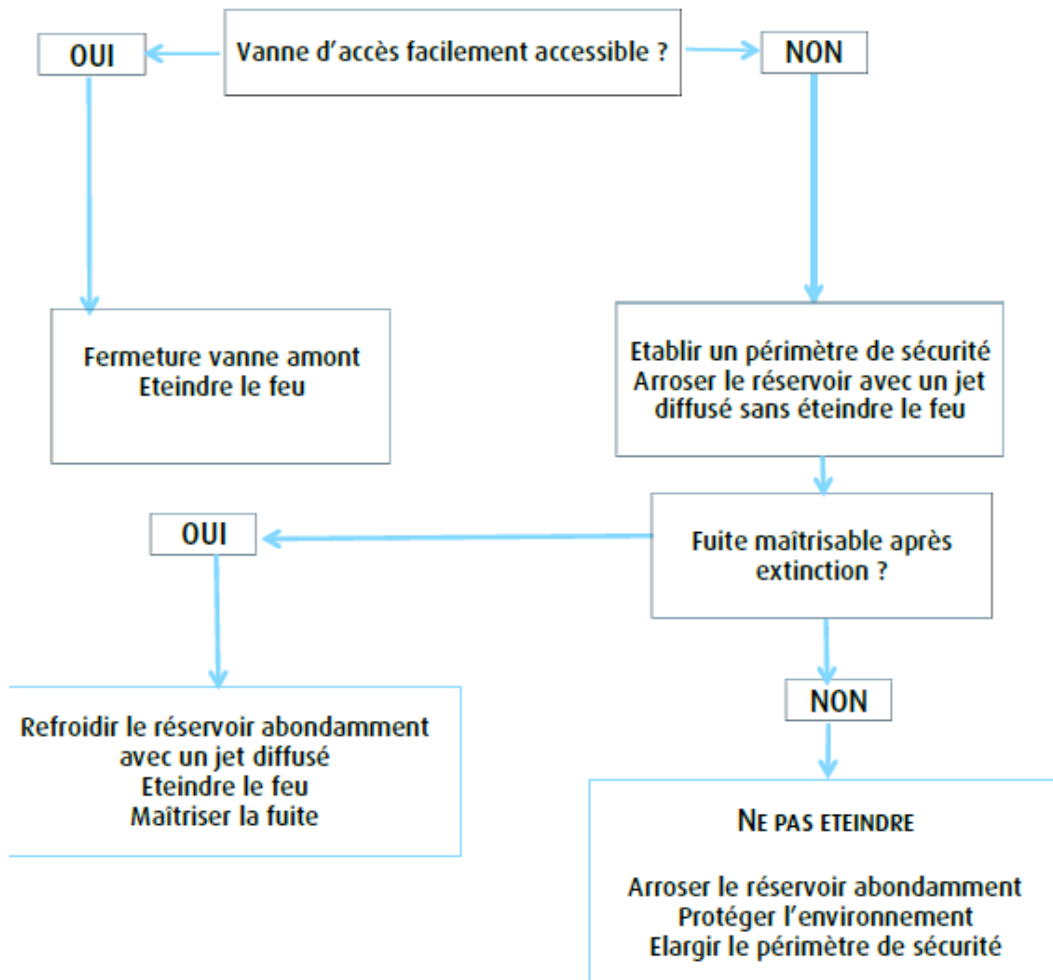 OUI
Vanne d'accès facilement accessible ?
NON
Fermeture vanne amont
Eteindre le feu
Etablir un périmètre de sécurité
Arroser le réservoir avec un jet
diffusé sans éteindre le feu
OUI
Fuite maîtrisable après
extinction ?
Refroidir le réservoir abondamment
avec un jet diffusé
Eteindre le feu
Maîtriser la fuite
NON
NE PAS ETEINDRE
Arroser le réservoir abondamment
Protéger l'environnement
Elargir le périmètre de sécurité